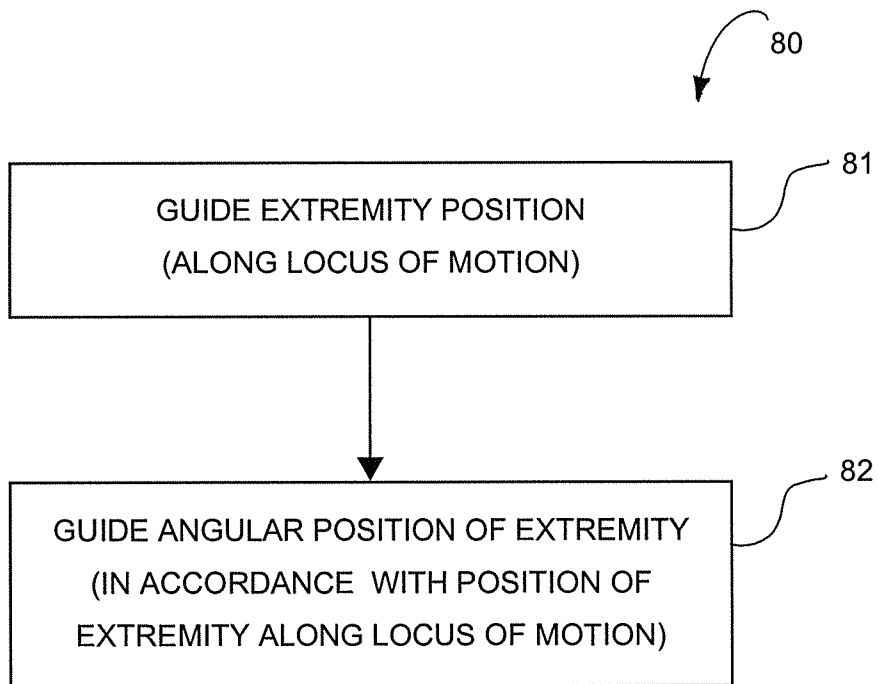 80
81
GUIDE EXTREMITY POSITION
(ALONG LOCUS OF MOTION)
82
GUIDE ANGULAR POSITION OF EXTREMITY
(IN ACCORDANCE WITH POSITION OF
EXTREMITY ALONG LOCUS OF MOTION)